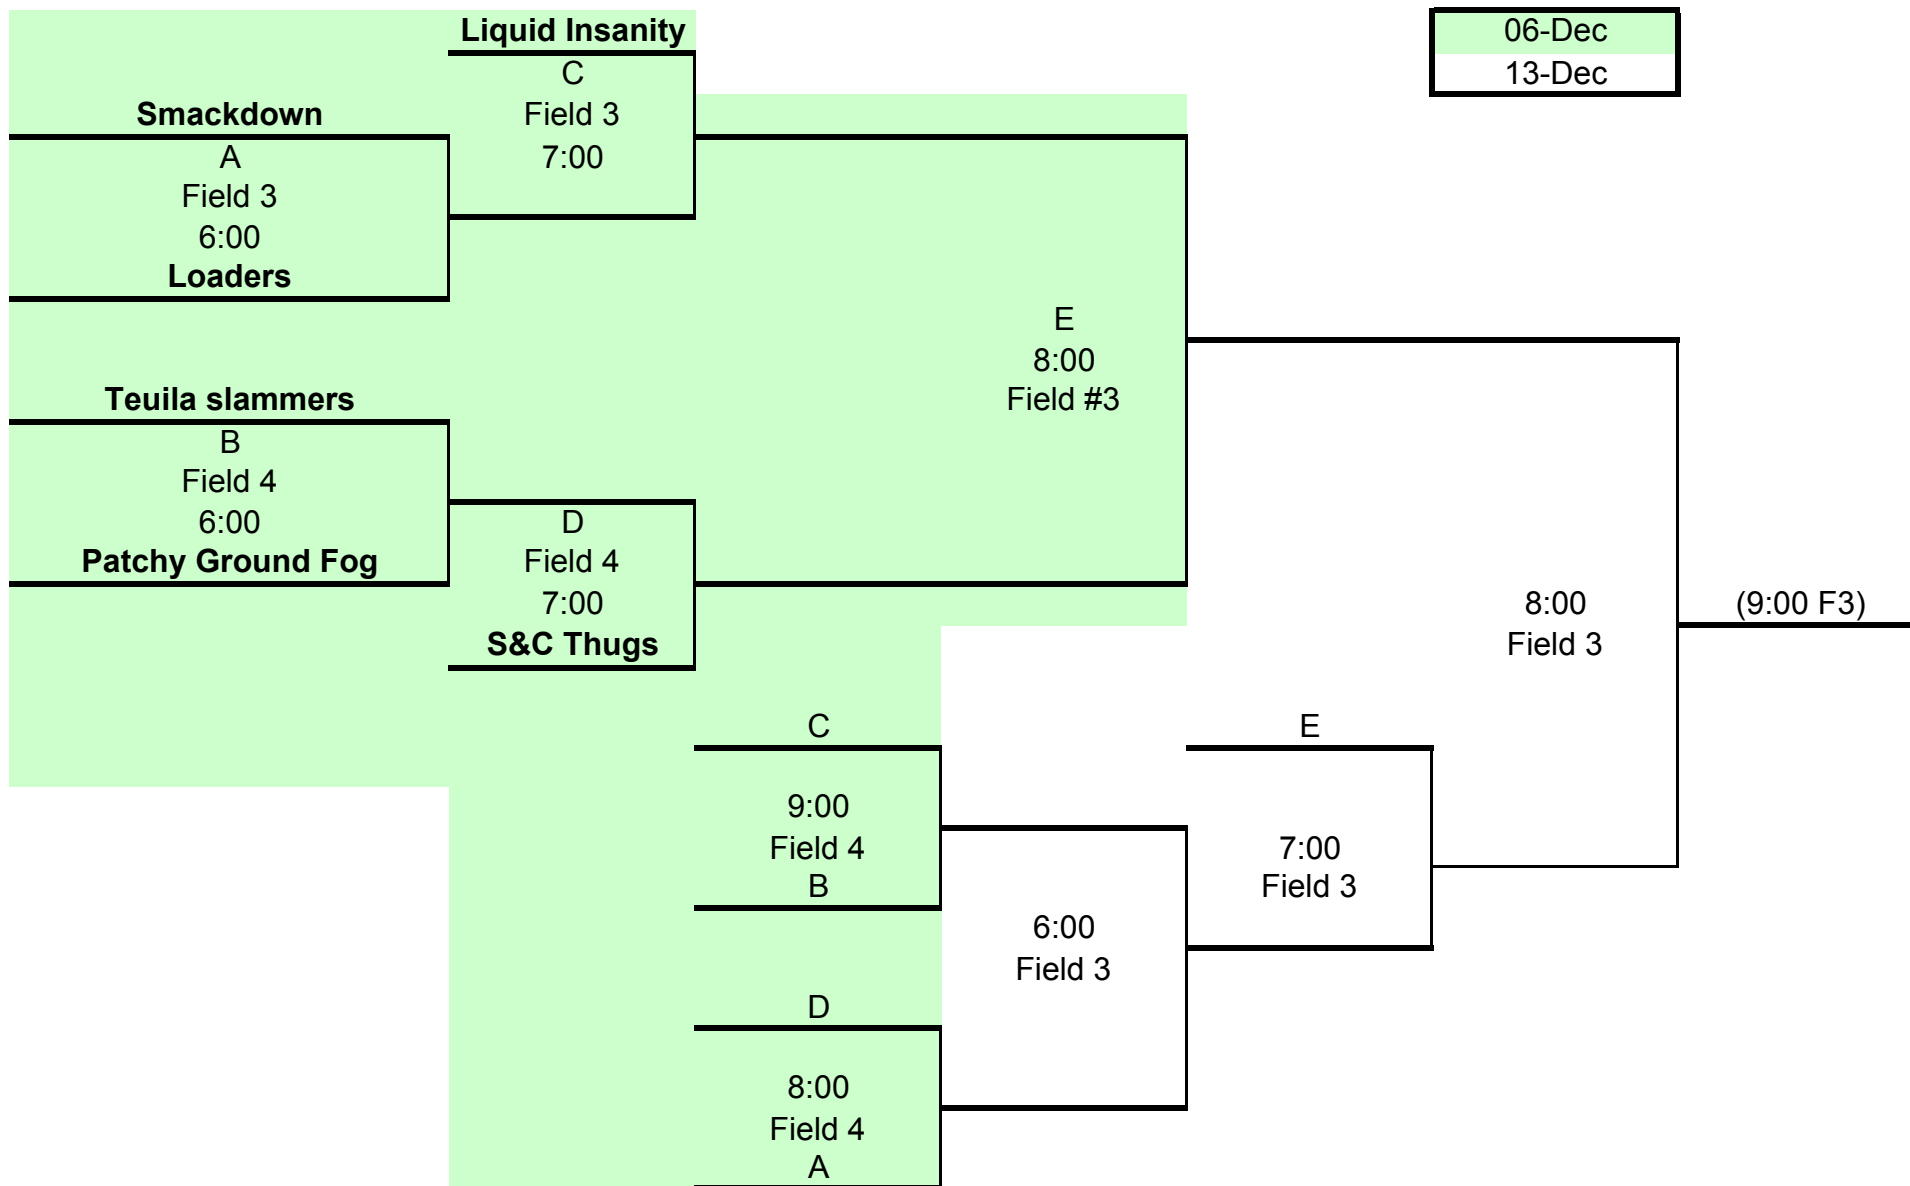 Liquid Insanity
06-Dec
C
13-Dec
Smackdown
Field 3
A
7:00
Field 3
6:00
Loaders
E
8:00
Teuila slammers
Field #3
B
Field 4
6:00
D
Patchy Ground Fog
Field 4
7:00
8:00
(9:00 F3)
S&C Thugs
Field 3
C
E
9:00
Field 4
7:00
B
Field 3
6:00
Field 3
D
8:00
Field 4
A